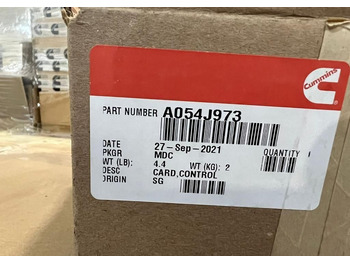 Cummins
PART NUMBER A054J973
DATE 27-Sep-2021
PKGR MDC QUANTITY 1
WT (LB): 4.4 WT (KG): 2
DESC CARD,CONTROL
ORIGIN SG